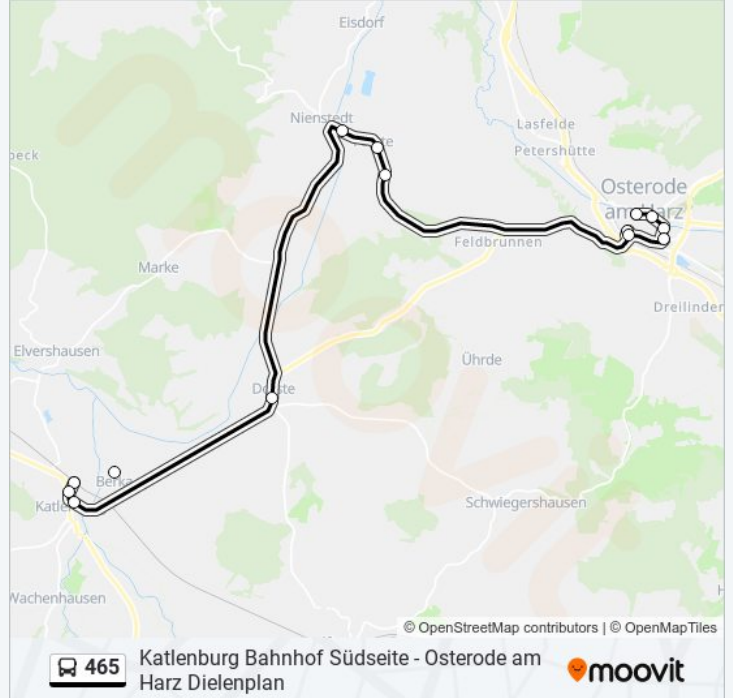 Eisdorf
Nienstedt
Lasfelde
Petershütte
Osterode
am Harz
Feldbrunnen
Marke
Dreilinden
Elvershausen
Ührde
Berka
Schwiegershausen
Wachenhausen
© OpenStreetMap contributors | © OpenMapTiles
465
Katlenburg Bahnhof Südseite - Osterode am
Harz Dielenplan
moovit